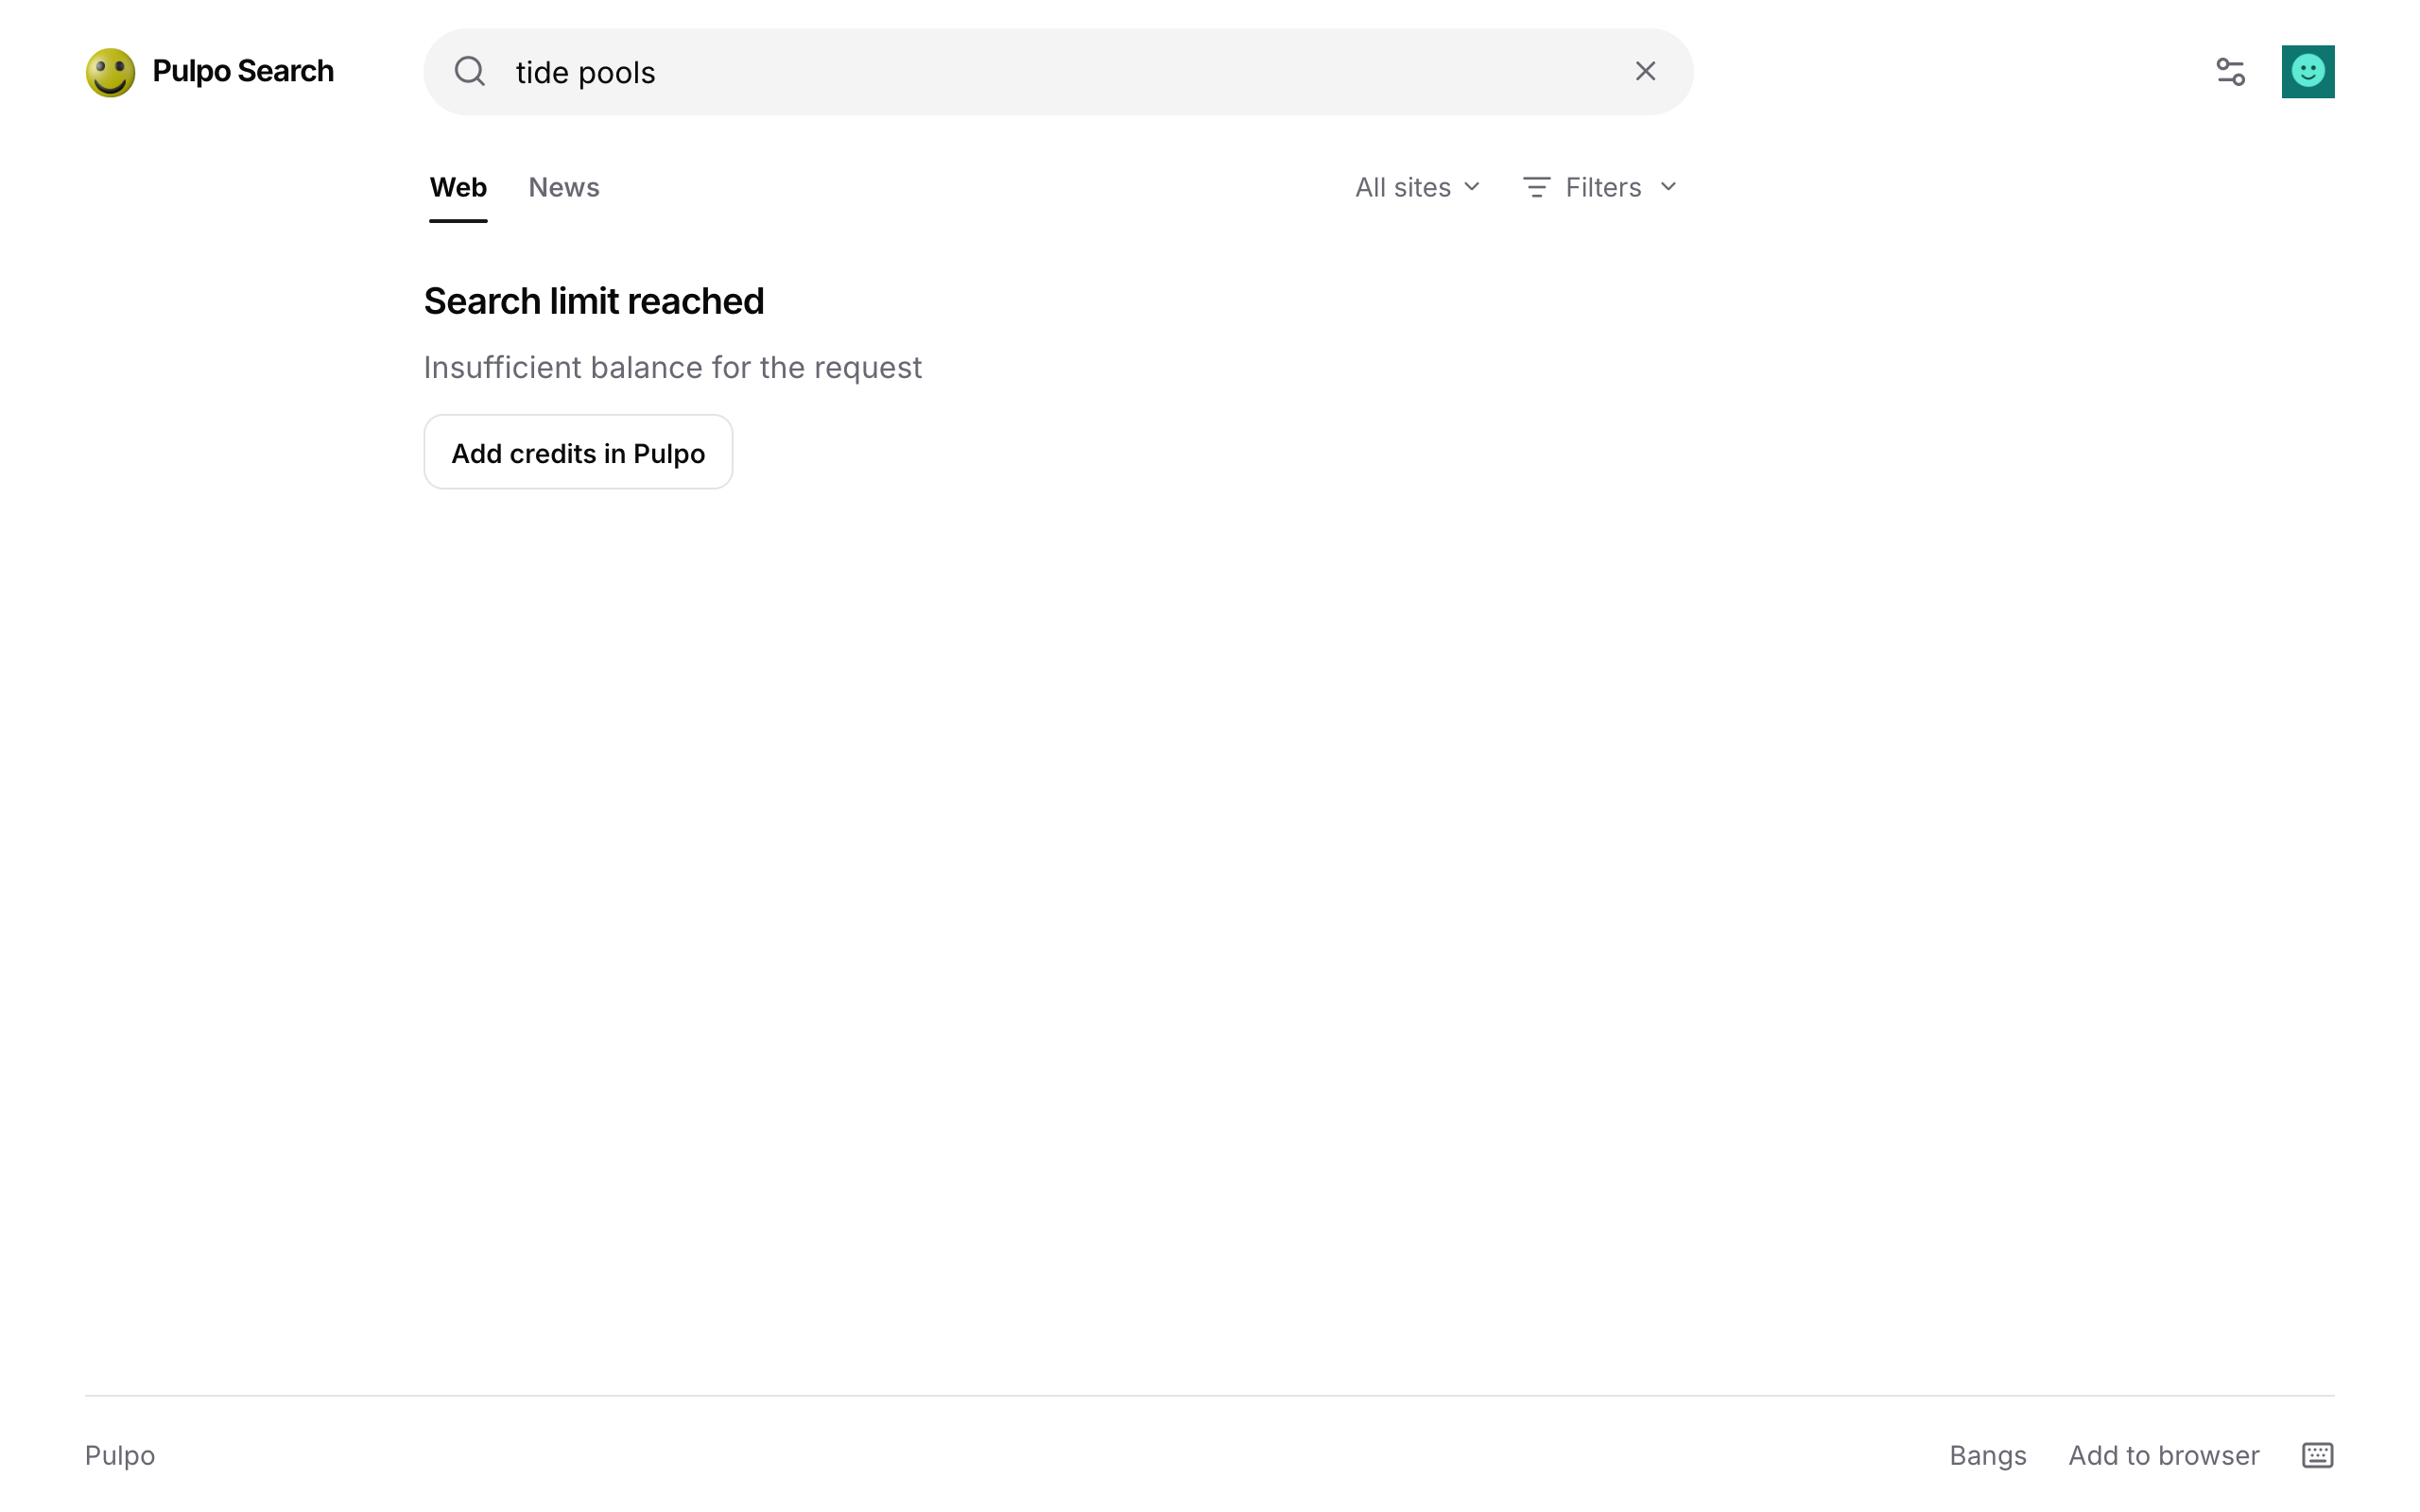 Pulpo Search
tide pools
Web News All sites Filters
Search limit reached
Insufficient balance for the request
Add credits in Pulpo
Pulpo Bangs Add to browser